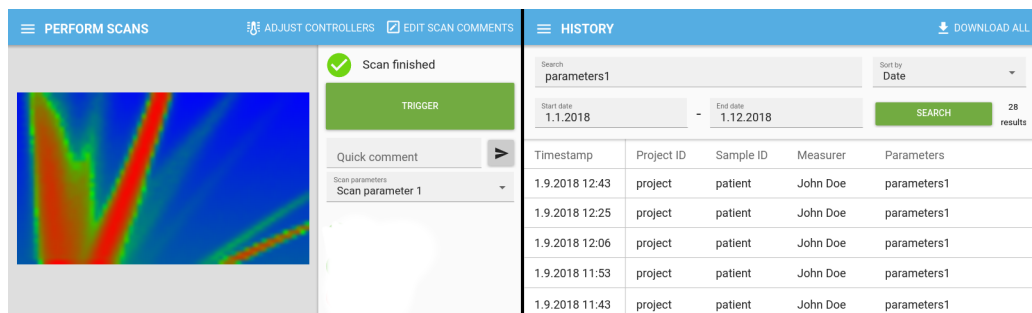 PERFORM SCANS
ADJUST CONTROLLERS
EDIT SCAN COMMENTS
Scan finished
TRIGGER
Quick comment
Scan parameters
Scan parameter 1
HISTORY
DOWNLOAD ALL
Search
parameters1
Sort by
Date
Start date
1.1.2018
-
End date
1.12.2018
SEARCH
28
results
Timestamp Project ID Sample ID Measurer Parameters
1.9.2018 12:43 project patient John Doe parameters1
1.9.2018 12:25 project patient John Doe parameters1
1.9.2018 12:06 project patient John Doe parameters1
1.9.2018 11:53 project patient John Doe parameters1
1.9.2018 11:43 project patient John Doe parameters1